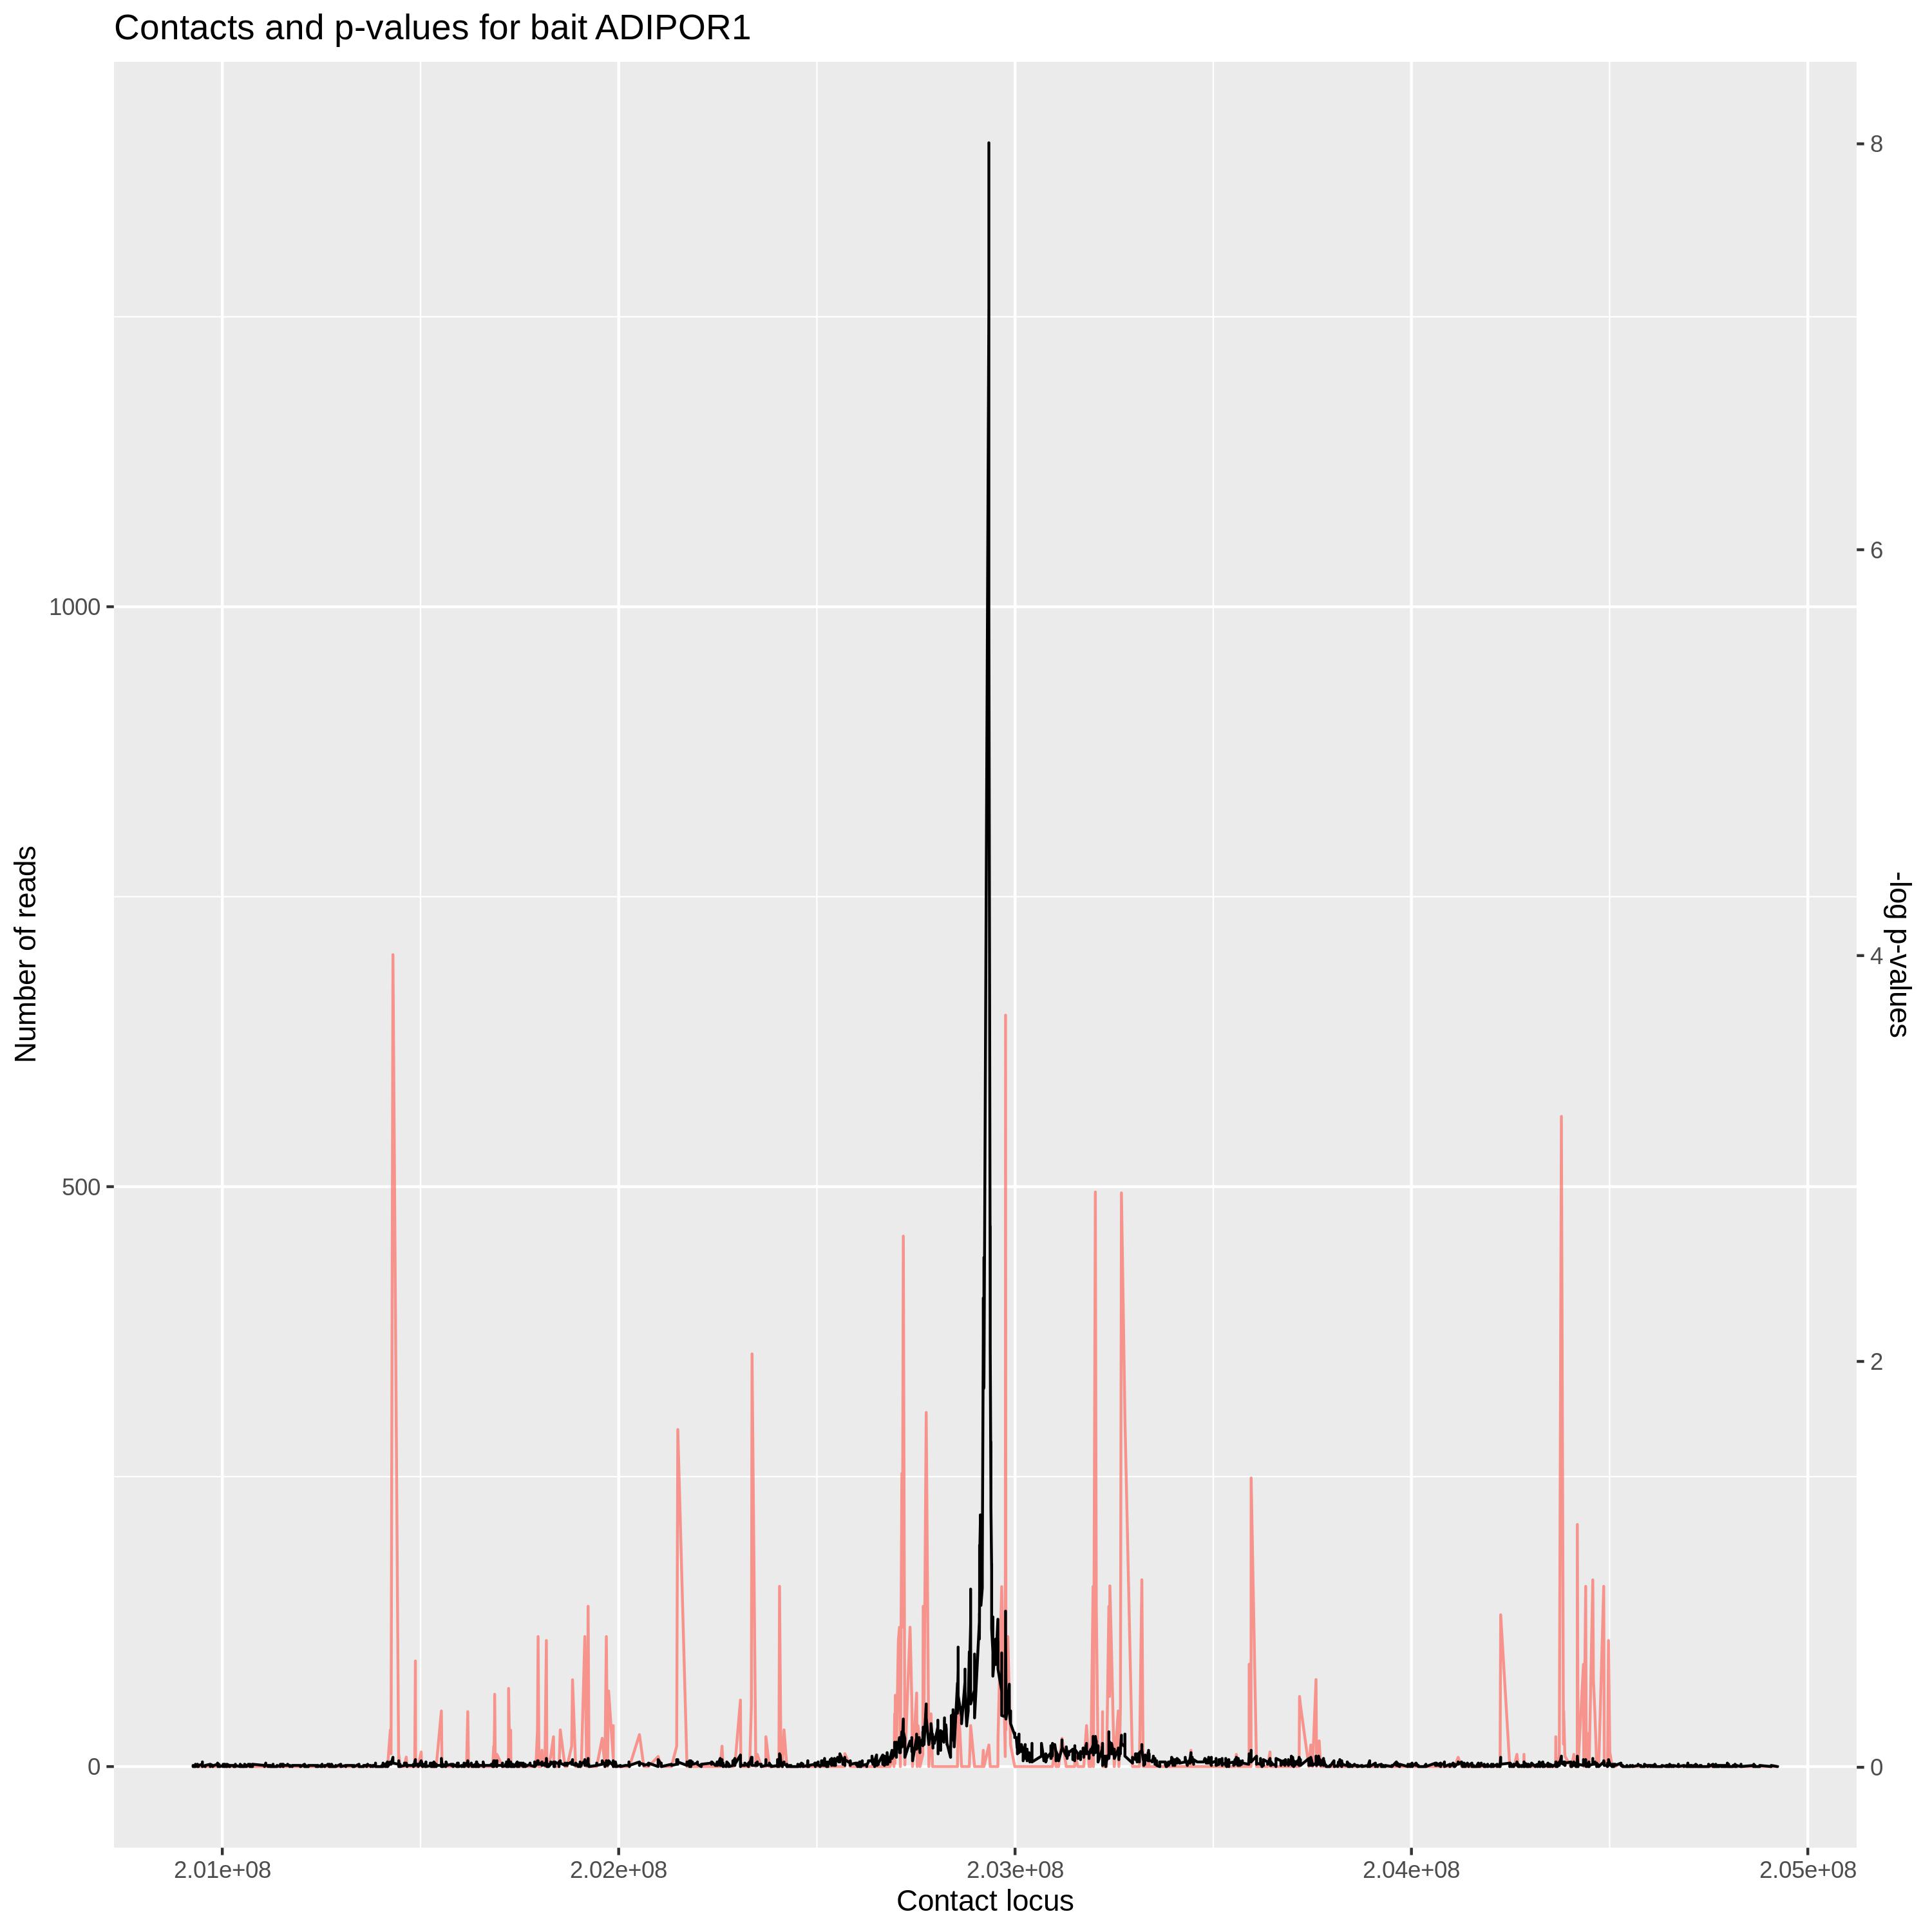 Contacts and p-values for bait ADIPOR1
Number of reads
1000
500
0
8
6
4
2
0
-log p-values
2.01e+08
2.02e+08
2.03e+08
2.04e+08
2.05e+08
Contact locus